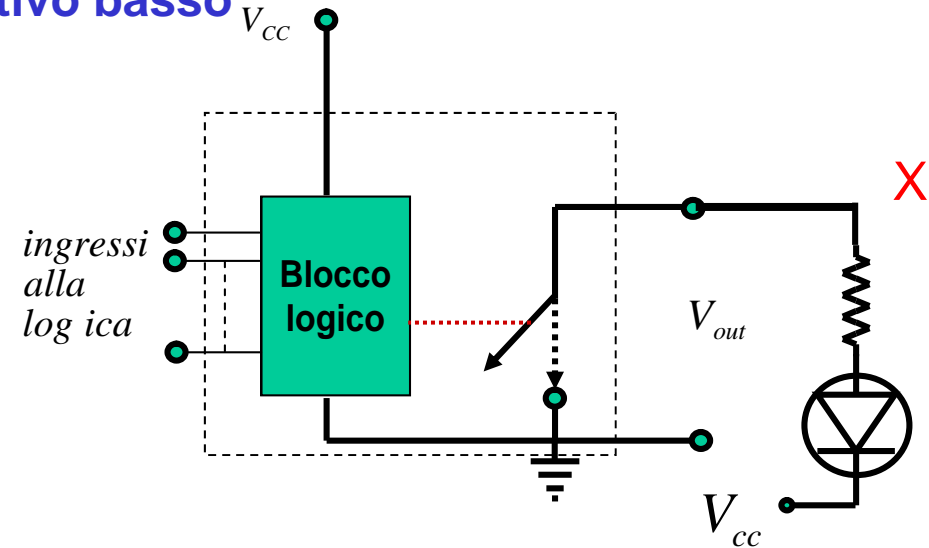 tivo basso
V_CC
X
ingressi
alla
log ica
Blocco
logico
V_out
V_cc